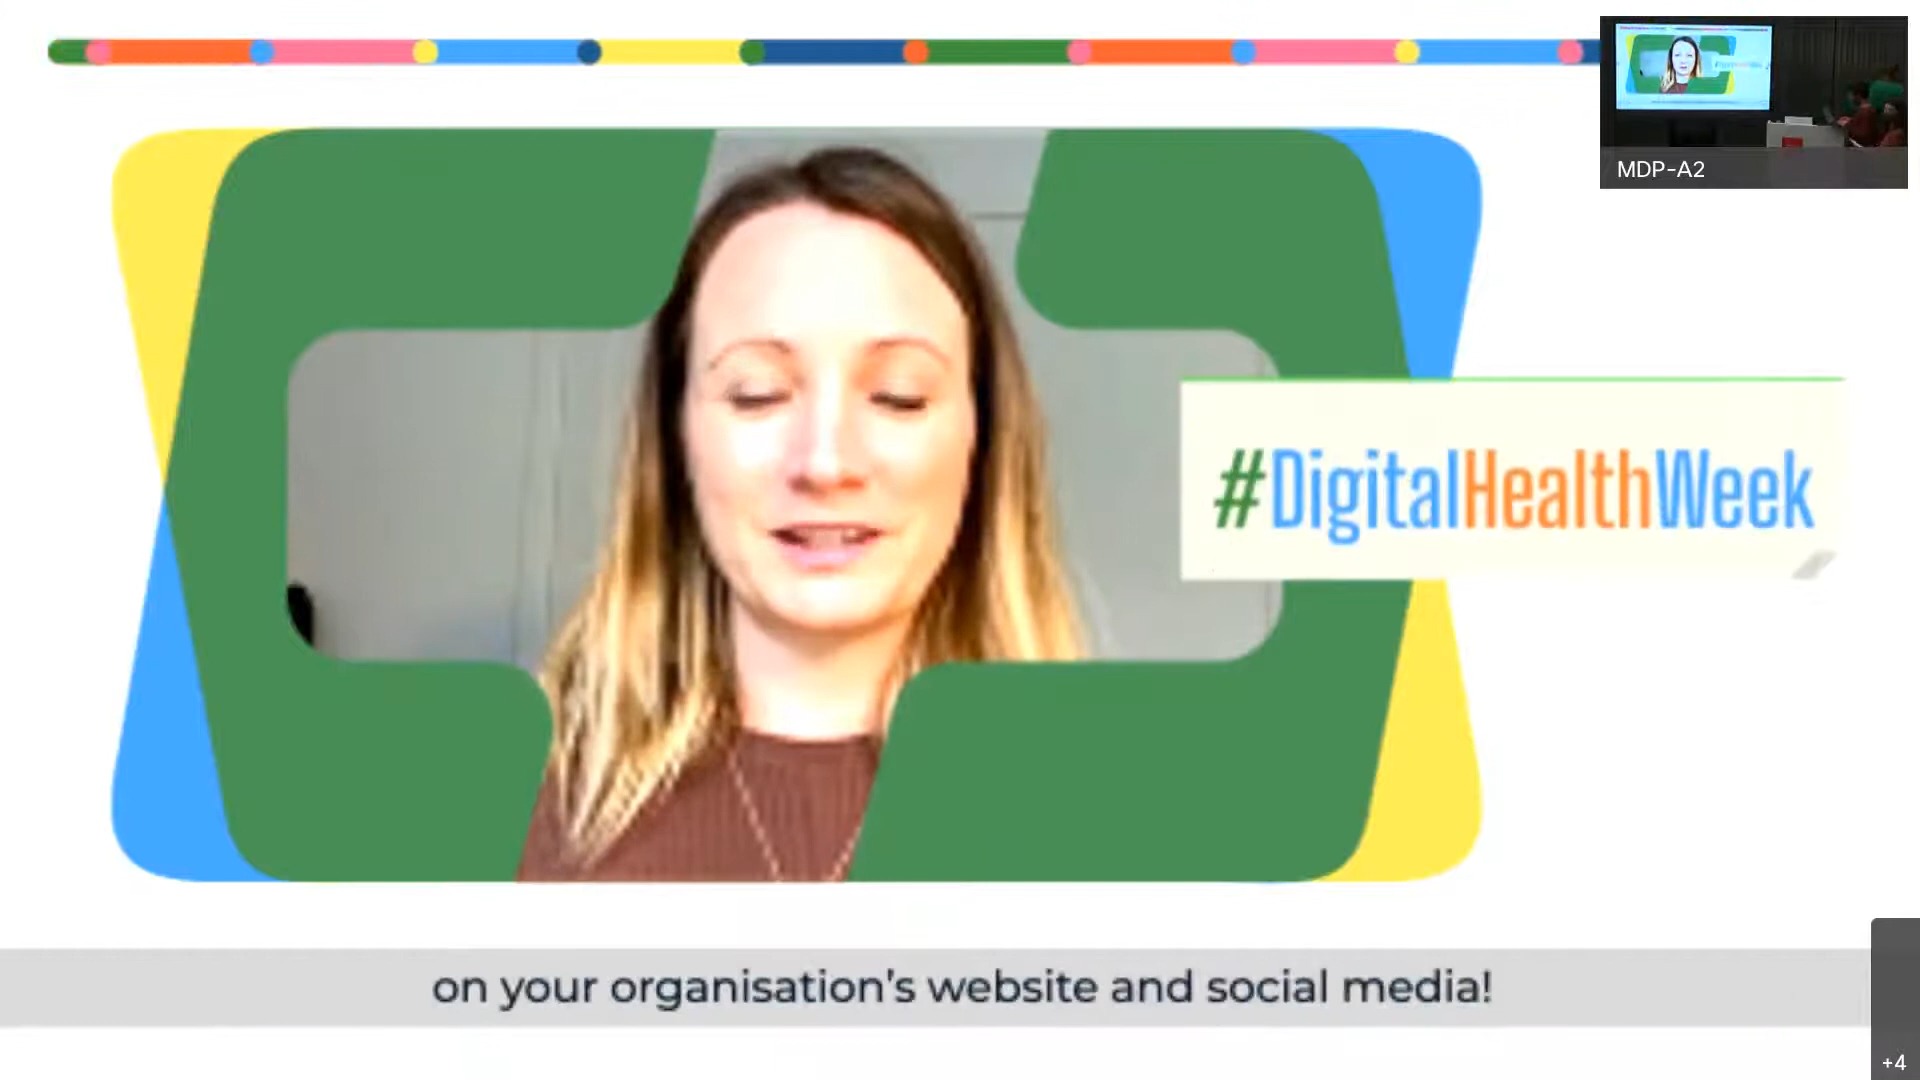 MDP-A2
#DigitalHealthWeek
on your organisation's website and social media!
+4